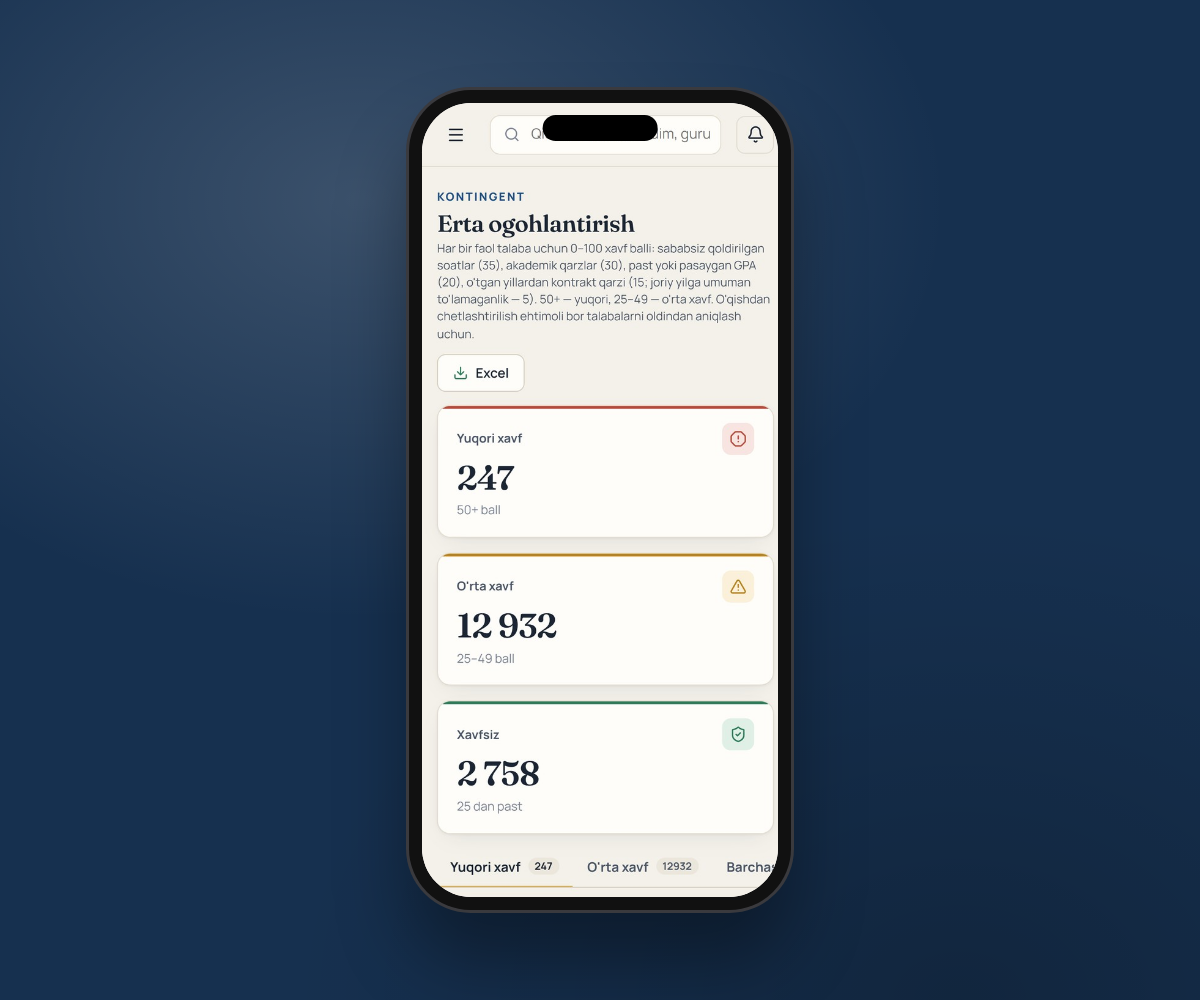 guru
KONTINGENT
Erta ogohlantirish
Har bir faol talaba uchun 0–100 xavf balli: sababsiz qoldirilgan
soatlar (35), akademik qarzlar (30), past yoki pasaygan GPA
(20), o'tgan yillardan kontrakt qarzi (15; joriy yilga umuman
to'lamaganlik — 5). 50+ — yuqori, 25–49 — o'rta xavf. O'qishdan
chetlashtirilish ehtimoli bor talabalarni oldindan aniqlash
uchun.
Excel
Yuqori xavf
247
50+ ball
O'rta xavf
12 932
25–49 ball
Xavfsiz
2 758
25 dan past
Yuqori xavf 247 O'rta xavf 12932